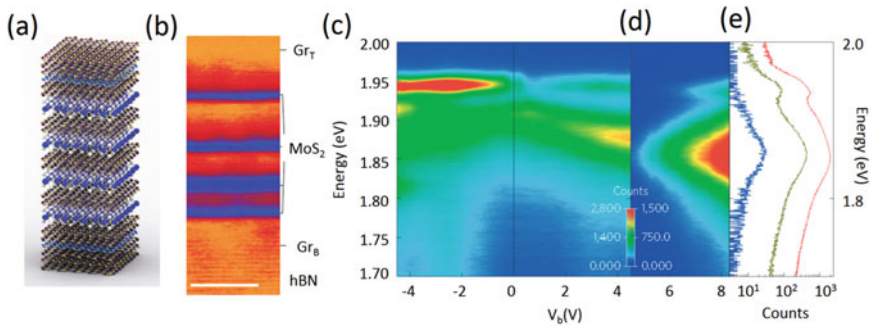 (a)
(b)
Gr_T
MoS_2
Gr_B
hBN
(c)
Energy (eV)
2.00
1.95
1.90
1.85
1.80
1.75
1.70
-4
-2
0
2
4
V_b(V)
Counts
2,800
1,500
1,400
750.0
0.000
0.000
(d)
6
8
(e)
2.0
1.8
Energy (eV)
10^1
10^2
10^3
Counts